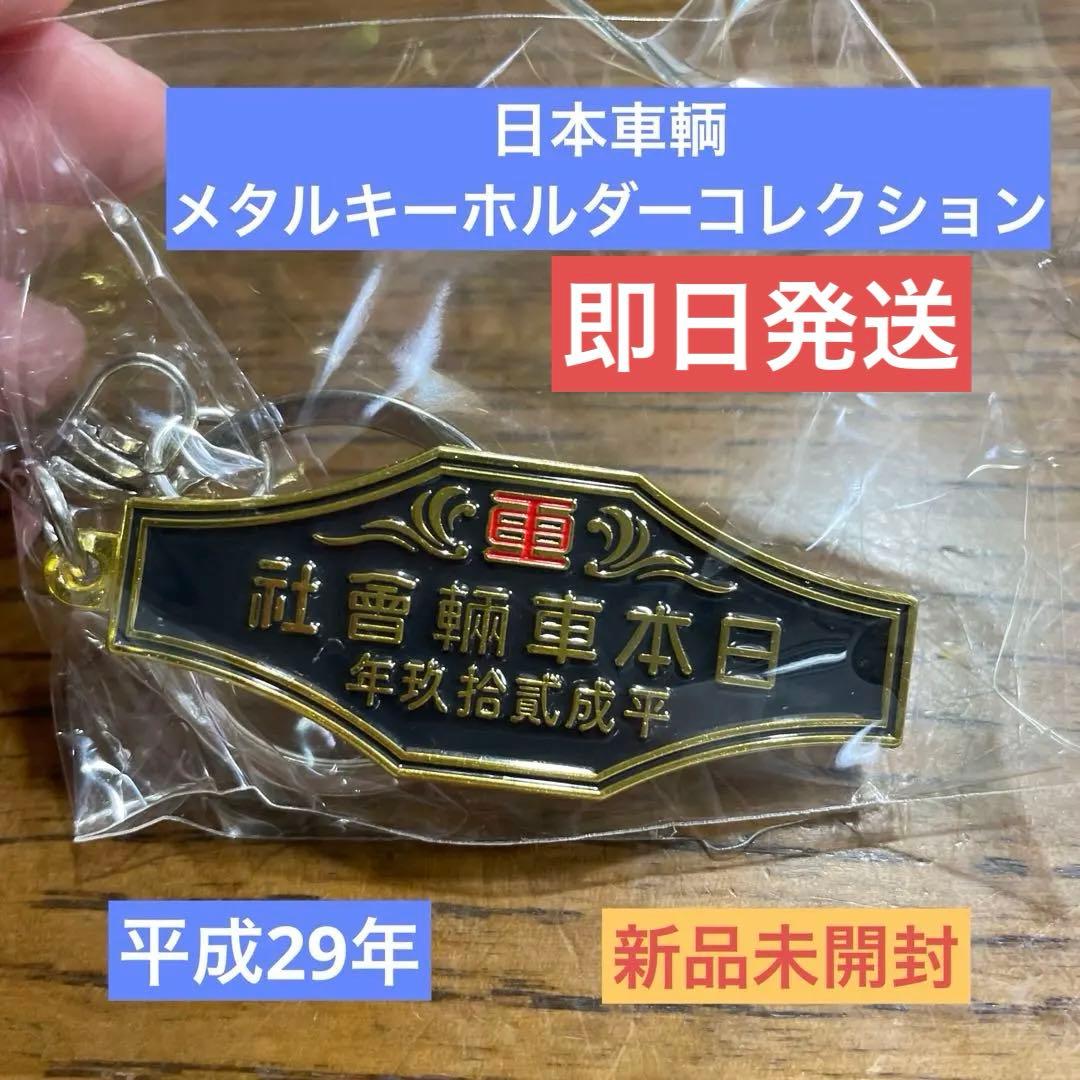 日本車輌
メタルキーホルダーコレクション
即日発送
車
日本車輛會社
平成貳拾玖年
平成29年
新品未開封